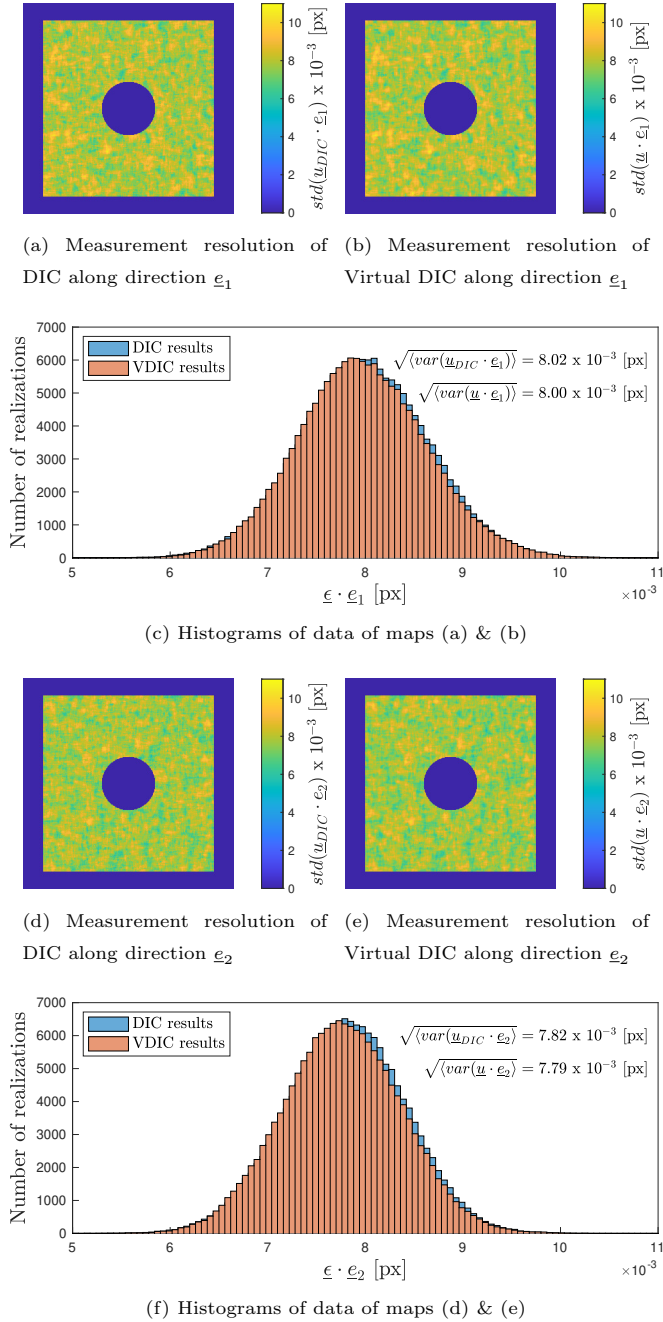 10
8
6
4
2
0
std(u_DIC · e_1) x 10^-3 [px]
10
8
6
4
2
0
std(u · e_1) x 10^-3 [px]
(a) Measurement resolution of
DIC along direction e_1
(b) Measurement resolution of
Virtual DIC along direction e_1
7000
6000
5000
4000
3000
2000
1000
0
Number of realizations
DIC results
VDIC results
√⟨var(u_DIC · e_1)⟩ = 8.02 x 10^-3 [px]
√⟨var(u · e_1)⟩ = 8.00 x 10^-3 [px]
5 6 7 8 9 10 11
×10^-3
ϵ · e_1 [px]
(c) Histograms of data of maps (a) & (b)
10
8
6
4
2
0
std(u_DIC · e_2) x 10^-3 [px]
10
8
6
4
2
0
std(u · e_2) x 10^-3 [px]
(d) Measurement resolution of
DIC along direction e_2
(e) Measurement resolution of
Virtual DIC along direction e_2
7000
6000
5000
4000
3000
2000
1000
0
Number of realizations
DIC results
VDIC results
√⟨var(u_DIC · e_2⟩ = 7.82 x 10^-3 [px]
√⟨var(u · e_2⟩ = 7.79 x 10^-3 [px]
5 6 7 8 9 10 11
×10^-3
ϵ · e_2 [px]
(f) Histograms of data of maps (d) & (e)